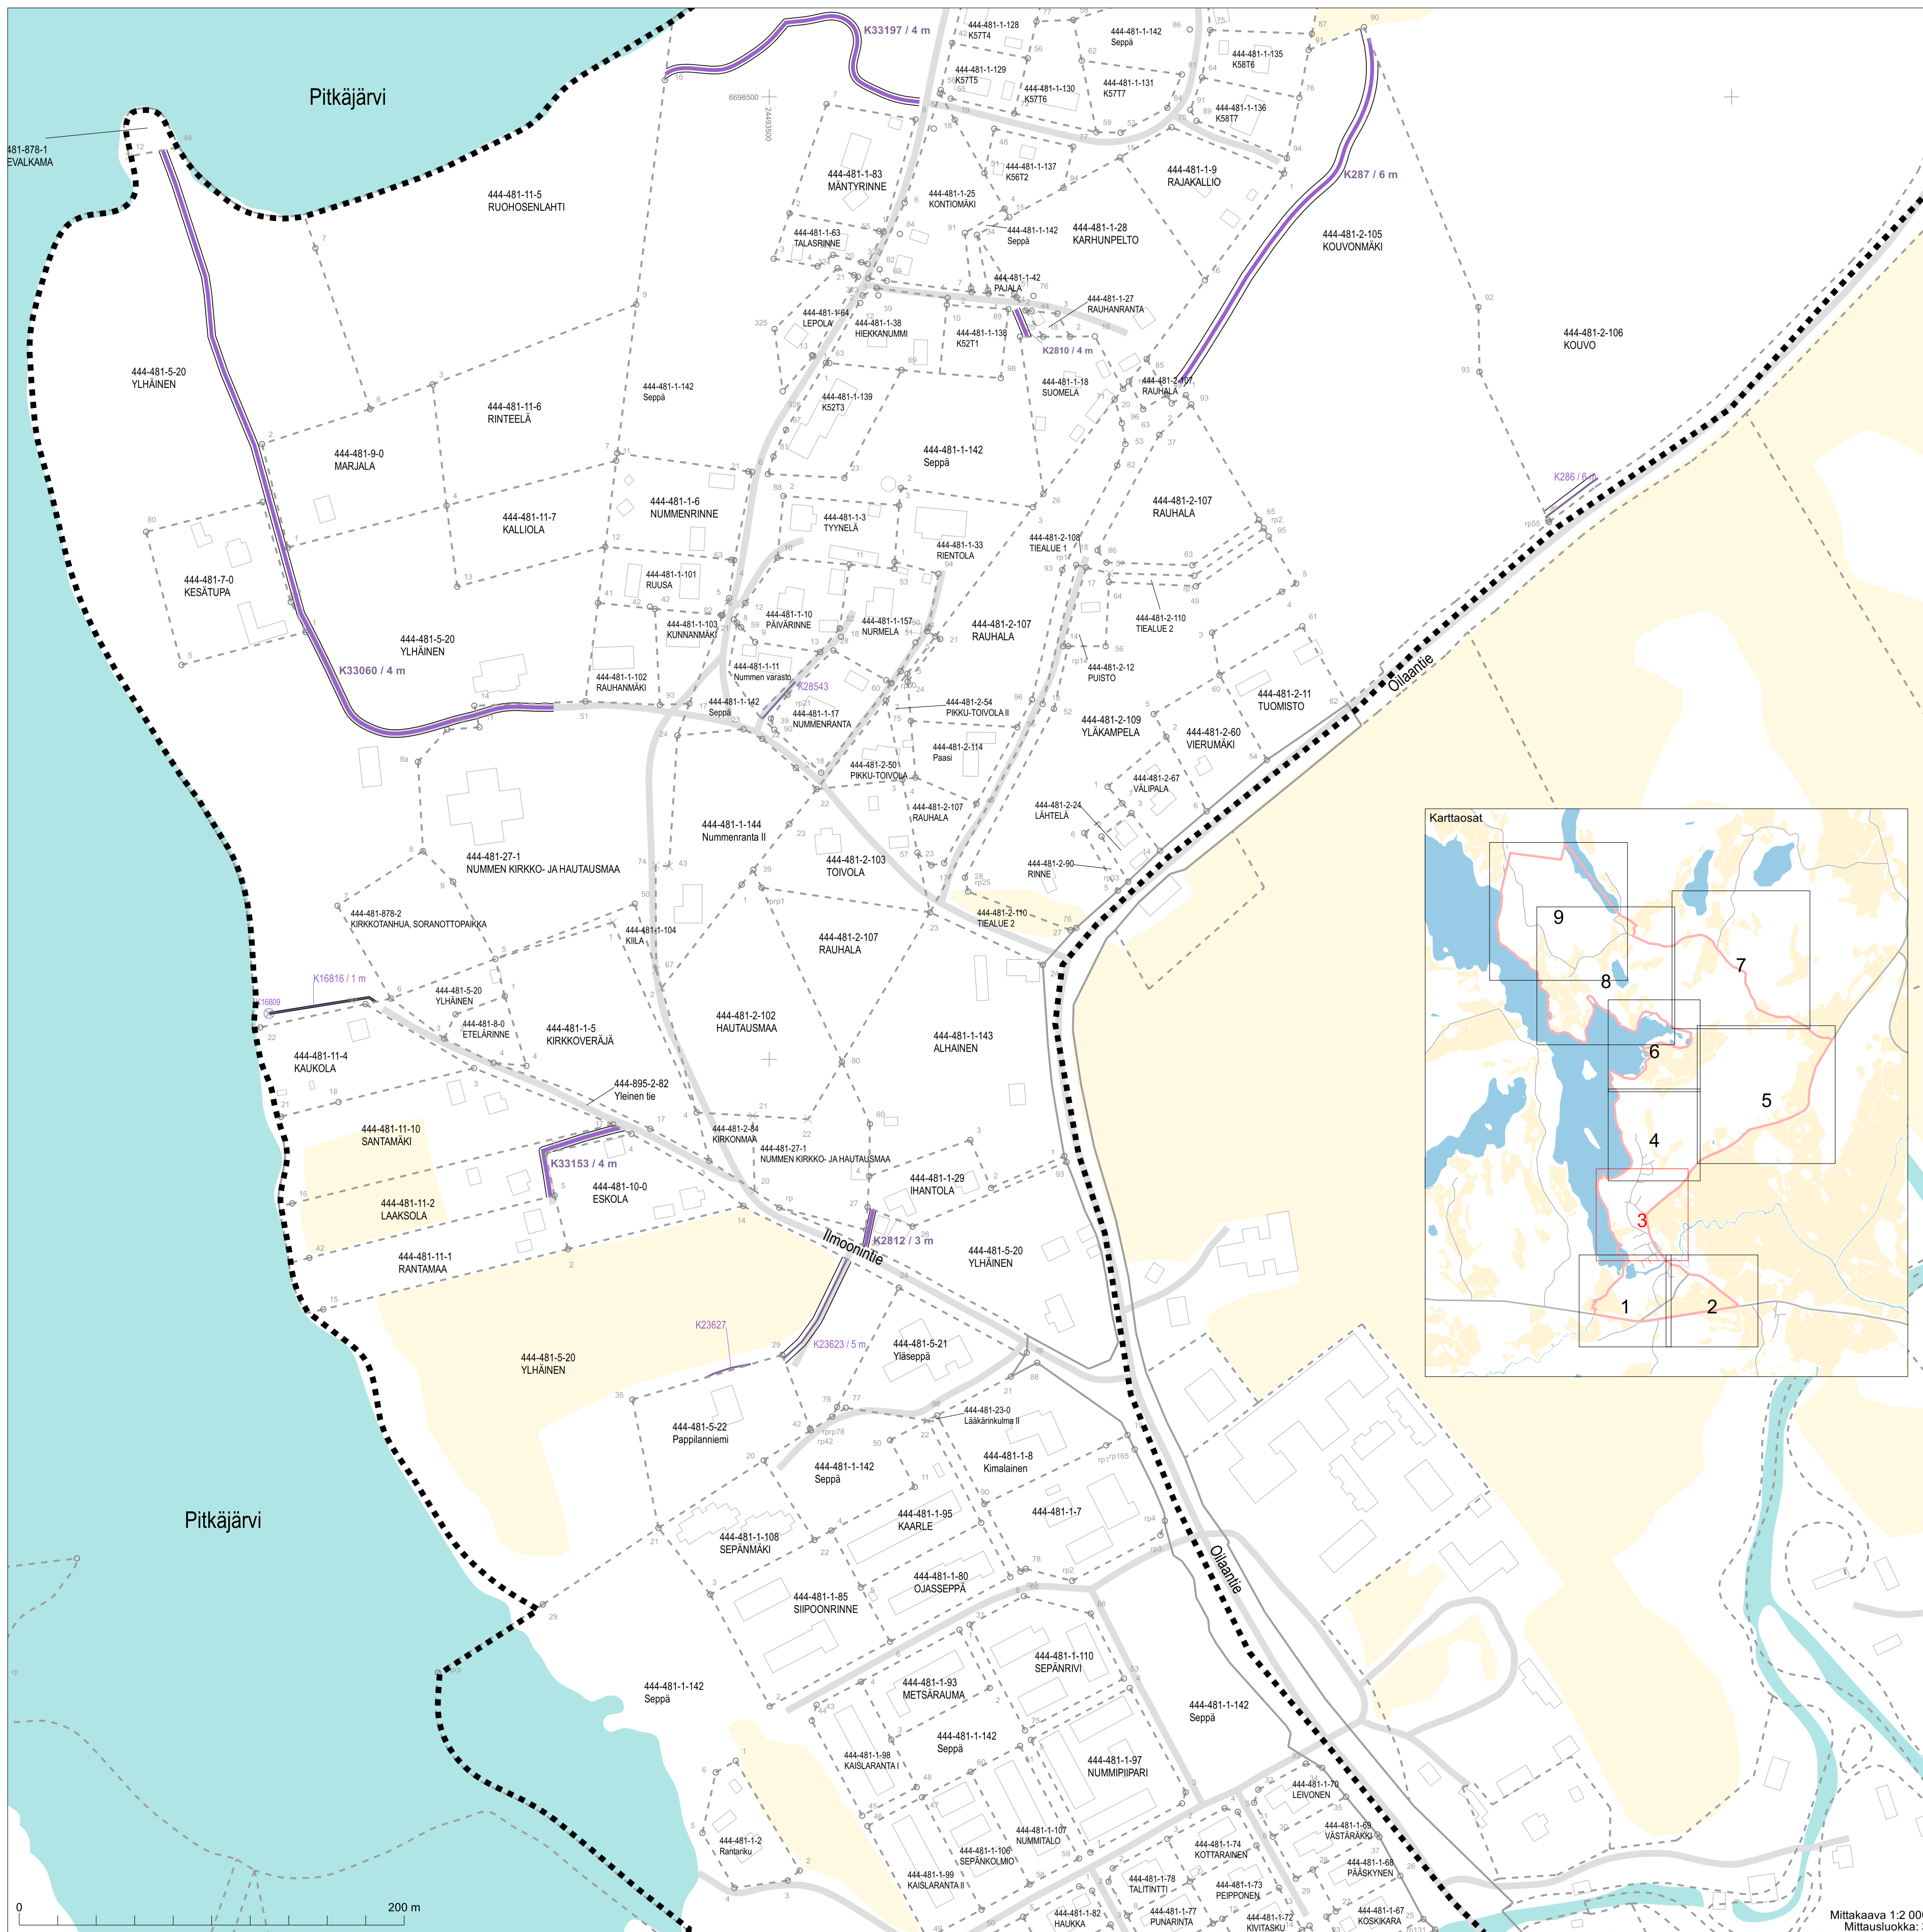 Pitkäjärvi
K33197 / 4 m
444-481-1-128
K57T4
444-481-1-142
Seppä
444-481-1-135
K58T6
444-481-1-129
K57T5
444-481-1-131
K57T7
444-481-1-130
K57T6
444-481-1-136
K58T7
6698500
24493500
481-878-1
EVALKAMA
444-481-11-5
RUOHOSENLAHTI
444-481-1-83
MÄNTYRINNE
444-481-1-137
K56T2
444-481-1-9
RAJAKALLIO
K287 / 6 m
444-481-1-25
KONTIOMÄKI
444-481-1-63
TALASRINNE
444-481-1-142
Seppä
444-481-1-28
KARHUNPELTO
444-481-2-105
KOUVONMÄKI
444-481-1-42
PAJALA
444-481-1-27
RAUHANRANTA
444-481-1-64
LEPOLA
444-481-1-38
HIEKKANUMMI
444-481-1-138
K52T1
K2810 / 4 m
444-481-2-106
KOUVO
444-481-5-20
YLHÄINEN
444-481-1-142
Seppä
444-481-1-139
K52T3
444-481-1-18
SUOMELA
444-481-2-107
RAUHALA
444-481-11-6
RINTEELÄ
444-481-9-0
MARJALA
444-481-1-142
Seppä
K286 / 6 m
444-481-1-6
NUMMENRINNE
444-481-11-7
KALLIOLA
444-481-1-3
TYYNELÄ
444-481-2-107
RAUHALA
444-481-1-33
RIENTOLA
444-481-2-108
TIEALUE 1
444-481-7-0
KESÄTUPA
444-481-1-101
RUUSA
444-481-1-10
PÄIVÄRINNE
444-481-1-157
NURMELA
444-481-1-103
KUNNANMÄKI
444-481-2-107
RAUHALA
444-481-2-110
TIEALUE 2
444-481-5-20
YLHÄINEN
K33060 / 4 m
444-481-1-102
RAUHANMÄKI
444-481-1-11
Nummen varasto
K28543
444-481-2-12
PUISTO
Oilaantie
444-481-1-142
Seppä
444-481-1-17
NUMMENRANTA
444-481-2-54
PIKKU-TOIVOLA II
444-481-2-11
TUOMISTO
444-481-2-109
YLÄKAMPELA
444-481-2-60
VIERUMÄKI
444-481-2-114
Paasi
444-481-2-50
PIKKU-TOIVOLA
444-481-2-67
VÄLIPALA
444-481-2-107
RAUHALA
444-481-2-24
LÄHTELÄ
444-481-1-144
Nummenranta II
444-481-27-1
NUMMEN KIRKKO- JA HAUTAUSMAA
444-481-2-103
TOIVOLA
444-481-2-90
RINNE
444-481-878-2
KIRKKOTANHUA, SORANOTTOPAIKKA
444-481-1-104
KIILA
444-481-2-107
RAUHALA
444-481-2-110
TIEALUE 2
K16816 / 1 m
K16809
444-481-5-20
YLHÄINEN
444-481-8-0
ETELÄRINNE
444-481-1-5
KIRKKOVERÄJÄ
444-481-2-102
HAUTAUSMAA
444-481-1-143
ALHAINEN
444-481-11-4
KAUKOLA
444-895-2-82
Yleinen tie
444-481-11-10
SANTAMÄKI
444-481-2-84
KIRKONMAA
444-481-27-1
NUMMEN KIRKKO- JA HAUTAUSMAA
K33153 / 4 m
444-481-10-0
ESKOLA
444-481-1-29
IHANTOLA
444-481-11-2
LAAKSOLA
Ilmoonintie
K2812 / 3 m
444-481-11-1
RANTAMAA
444-481-5-20
YLHÄINEN
K23627
K23623 / 5 m
444-481-5-21
Yläseppä
444-481-5-20
YLHÄINEN
444-481-5-22
Pappilanniemi
444-481-23-0
Lääkärinkulma II
444-481-1-142
Seppä
444-481-1-8
Kimalainen
Pitkäjärvi
444-481-1-95
KAARLE
444-481-1-7
444-481-1-108
SEPÄNMÄKI
Oilaantie
444-481-1-80
OJASSEPPÄ
444-481-1-85
SIIPOONRINNE
444-481-1-110
SEPÄNRIVI
444-481-1-142
Seppä
444-481-1-93
METSÄRAUMA
444-481-1-142
Seppä
444-481-1-142
Seppä
444-481-1-98
KAISLARANTA I
444-481-1-97
NUMMIPIIPARI
444-481-1-70
LEIVONEN
444-481-1-2
Rantariku
444-481-1-107
NUMMITALO
444-481-1-106
SEPÄNKOLMIO
444-481-1-74
KOTTARAINEN
444-481-1-69
VÄSTÄRÄKKI
444-481-1-68
PÄÄSKYNEN
444-481-1-99
KAISLARANTA II
444-481-1-78
TALITINTTI
444-481-1-73
PEIPPONEN
444-481-1-82
HAUKKA
444-481-1-77
PUNARINTA
444-481-1-72
KIVITASKU
444-481-1-67
KOSKIKARA
Karttaosat
9
8
7
6
5
4
3
1
2
0
200 m
Mittakaava 1:2 00
Mittausluokka: